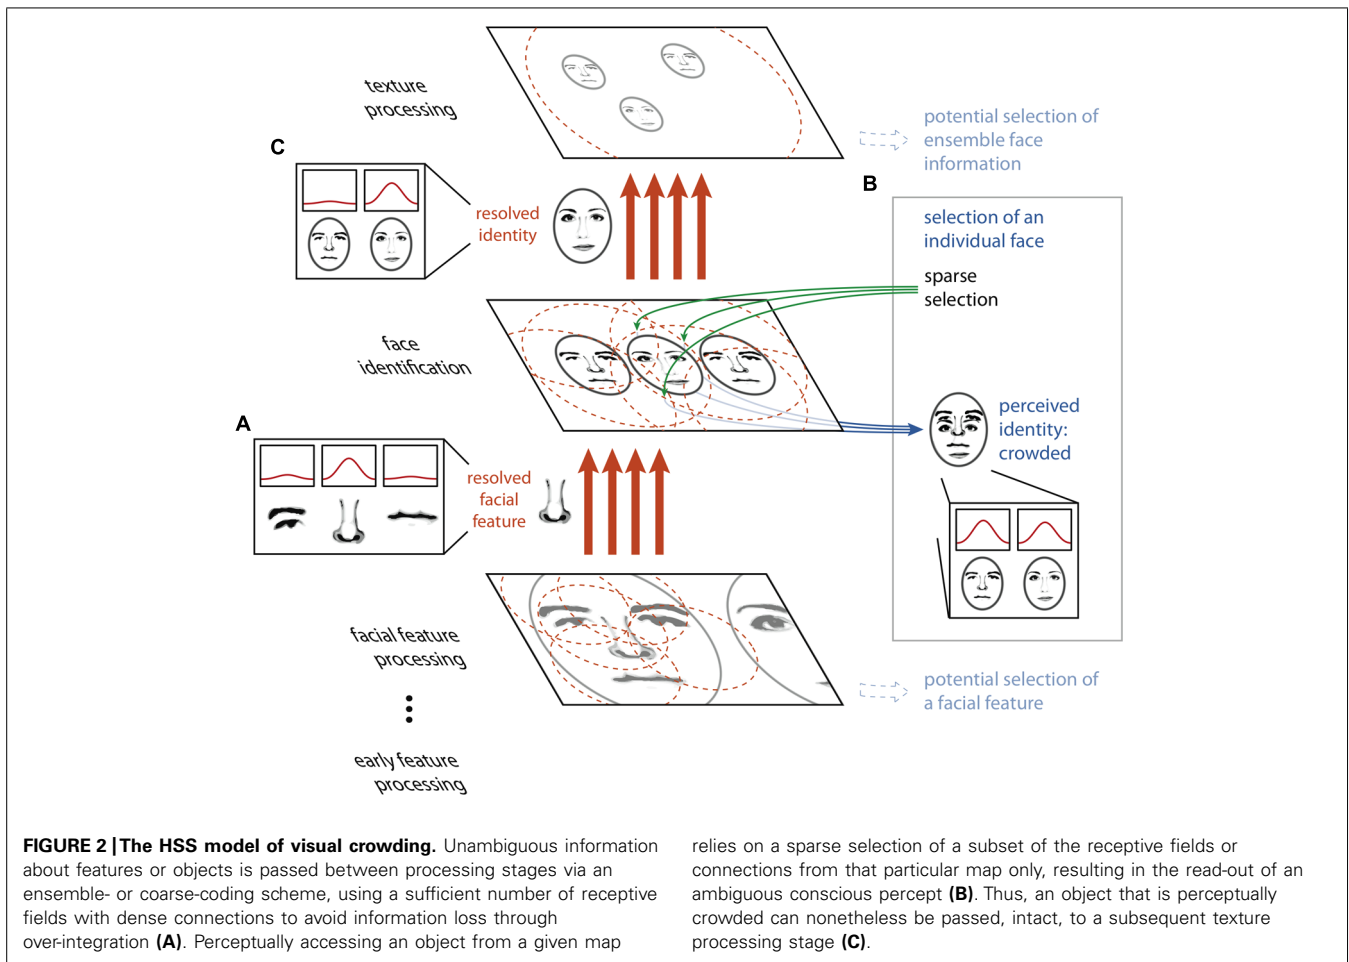 texture
processing
potential selection of
ensemble face
information
C
B
resolved
identity
selection of an
individual face
sparse
selection
face
identification
perceived
identity:
crowded
A
resolved
facial
feature
facial feature
processing
potential selection of
a facial feature
early feature
processing
FIGURE 2 | The HSS model of visual crowding. Unambiguous information
about features or objects is passed between processing stages via an
ensemble- or coarse-coding scheme, using a sufficient number of receptive
fields with dense connections to avoid information loss through
over-integration (A). Perceptually accessing an object from a given map
relies on a sparse selection of a subset of the receptive fields or
connections from that particular map only, resulting in the read-out of an
ambiguous conscious percept (B). Thus, an object that is perceptually
crowded can nonetheless be passed, intact, to a subsequent texture
processing stage (C).